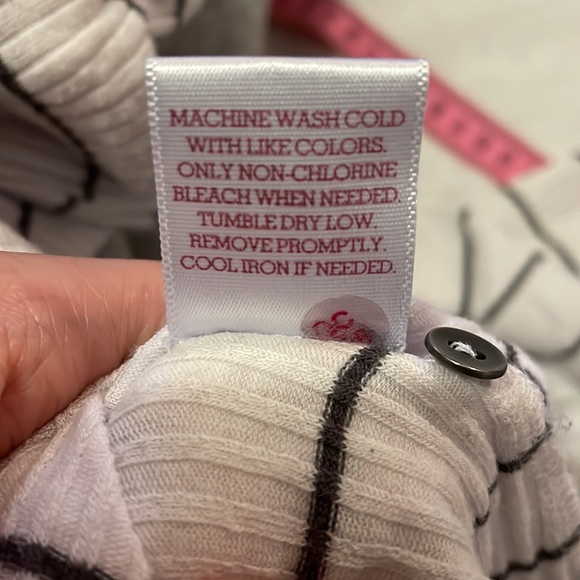 MACHINE WASH COLD
WITH LIKE COLORS.
ONLY NON-CHLORINE
BLEACH WHEN NEEDED.
TUMBLE DRY LOW.
REMOVE PROMPTLY.
COOL IRON IF NEEDED.